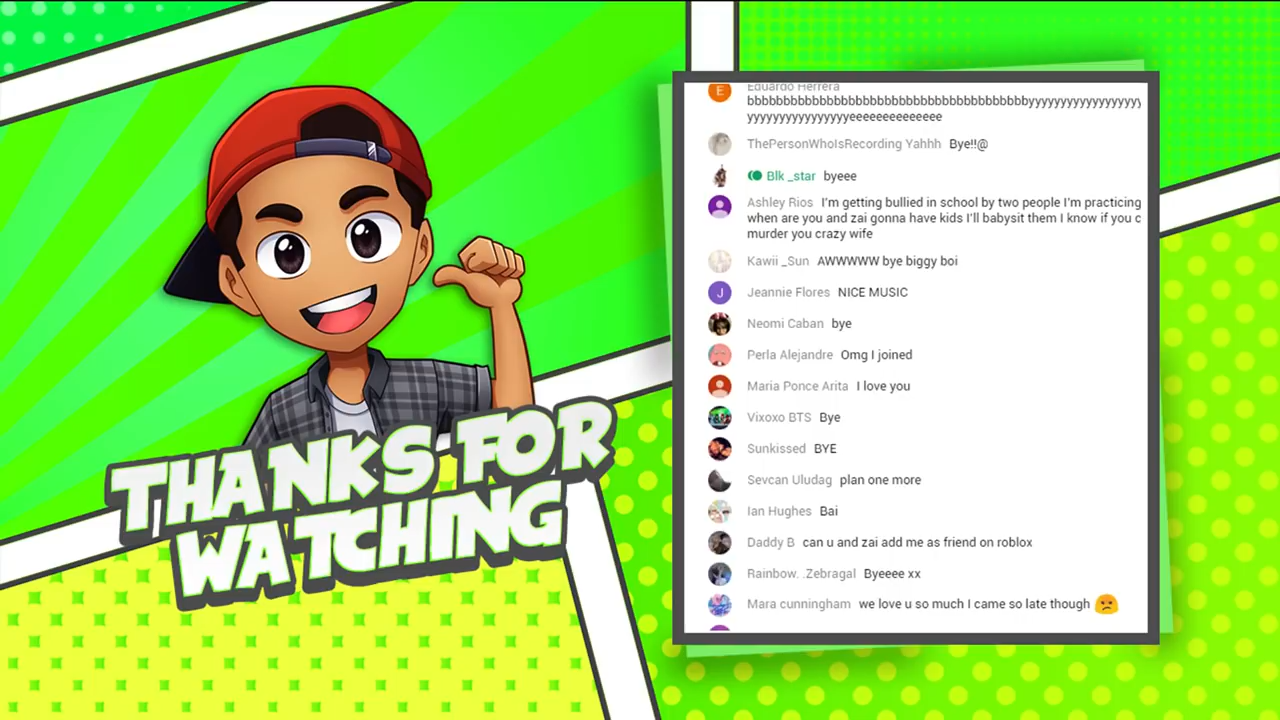 THANKS FOR
WATCHING
E
Eduardo Herrera
bbbbbbbbbbbbbbbbbbbbbbbbbbbbbbbbbbbbbbbyyyyyyyyyyyyyyyyy
yyyyyyyyyyyyyyyyeeeeeeeeeeeeee
ThePersonWhoIsRecording Yahhh Bye!!@
Blk _star byeee
Ashley Rios I'm getting bullied in school by two people I'm practicing
when are you and zai gonna have kids I'll babysit them I know if you c
murder you crazy wife
Kawii _Sun AWWWWW bye biggy boi
J Jeannie Flores NICE MUSIC
Neomi Caban bye
Perla Alejandre Omg I joined
Maria Ponce Arita I love you
Vixoxo BTS Bye
Sunkissed BYE
Sevcan Uludag plan one more
Ian Hughes Bai
Daddy B can u and zai add me as friend on roblox
Rainbow. .Zebragal Byeeee xx
Mara cunningham we love u so much I came so late though